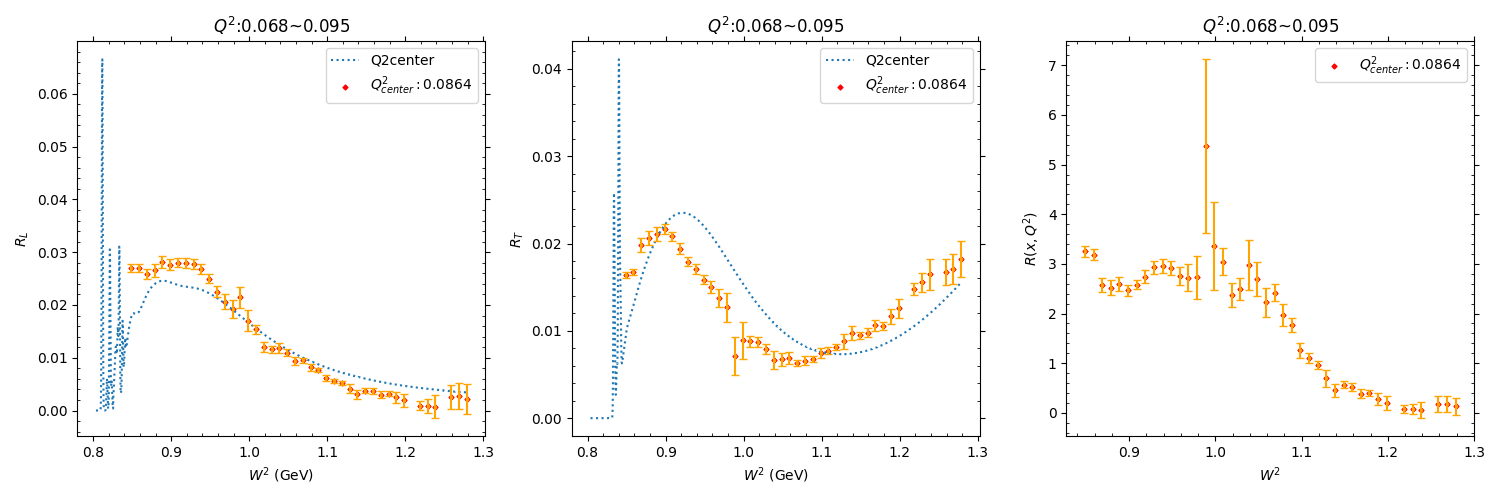 Q²:0.068~0.095
Q2center
Q²center : 0.0864
0.06
0.05
0.04
0.03
0.02
0.01
0.00
R_L
0.8 0.9 1.0 1.1 1.2 1.3
W² (GeV)
Q²:0.068~0.095
Q2center
Q²center : 0.0864
0.04
0.03
0.02
0.01
0.00
R_T
0.8 0.9 1.0 1.1 1.2 1.3
W² (GeV)
Q²:0.068~0.095
Q²center : 0.0864
7
6
5
4
3
2
1
0
R(x, Q²)
0.9 1.0 1.1 1.2 1.3
W²